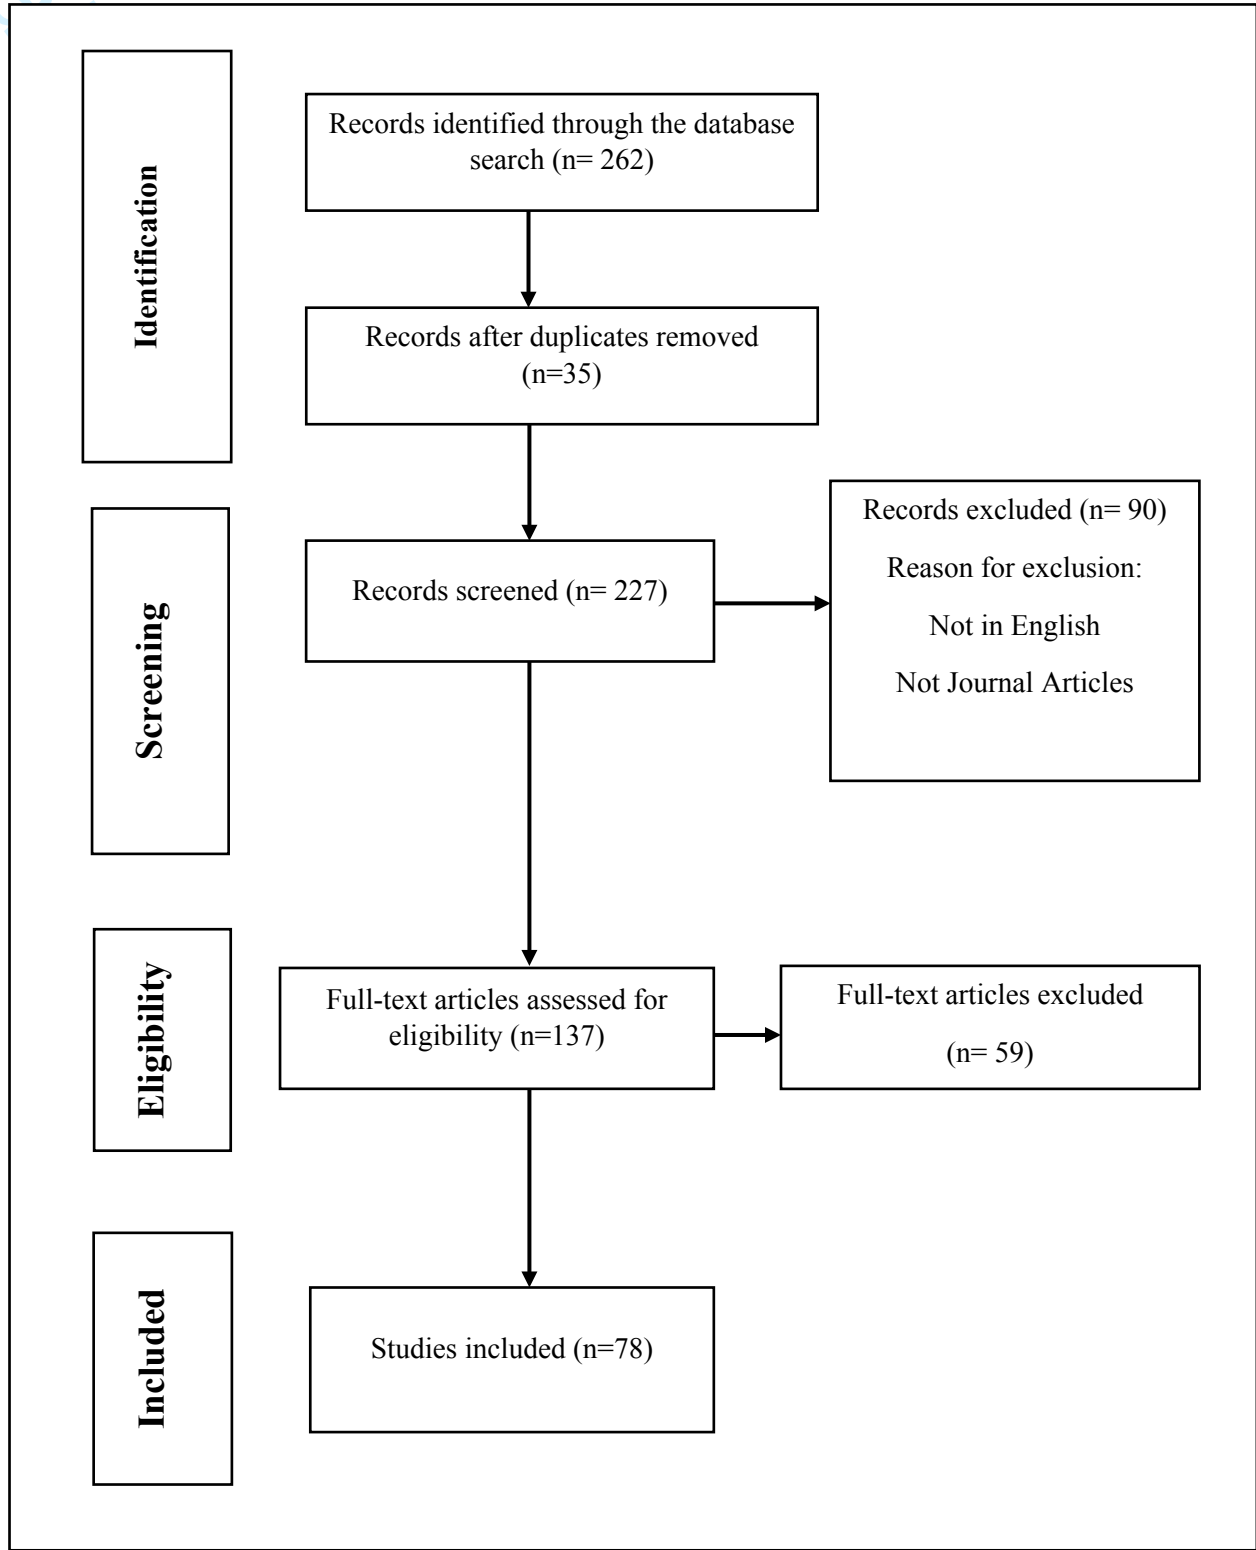 Identification
Records identified through the database
search (n= 262)
Records after duplicates removed
(n=35)
Screening
Records screened (n= 227)
Records excluded (n= 90)
Reason for exclusion:
Not in English
Not Journal Articles
Eligibility
Full-text articles assessed for
eligibility (n=137)
Full-text articles excluded
(n= 59)
Included
Studies included (n=78)